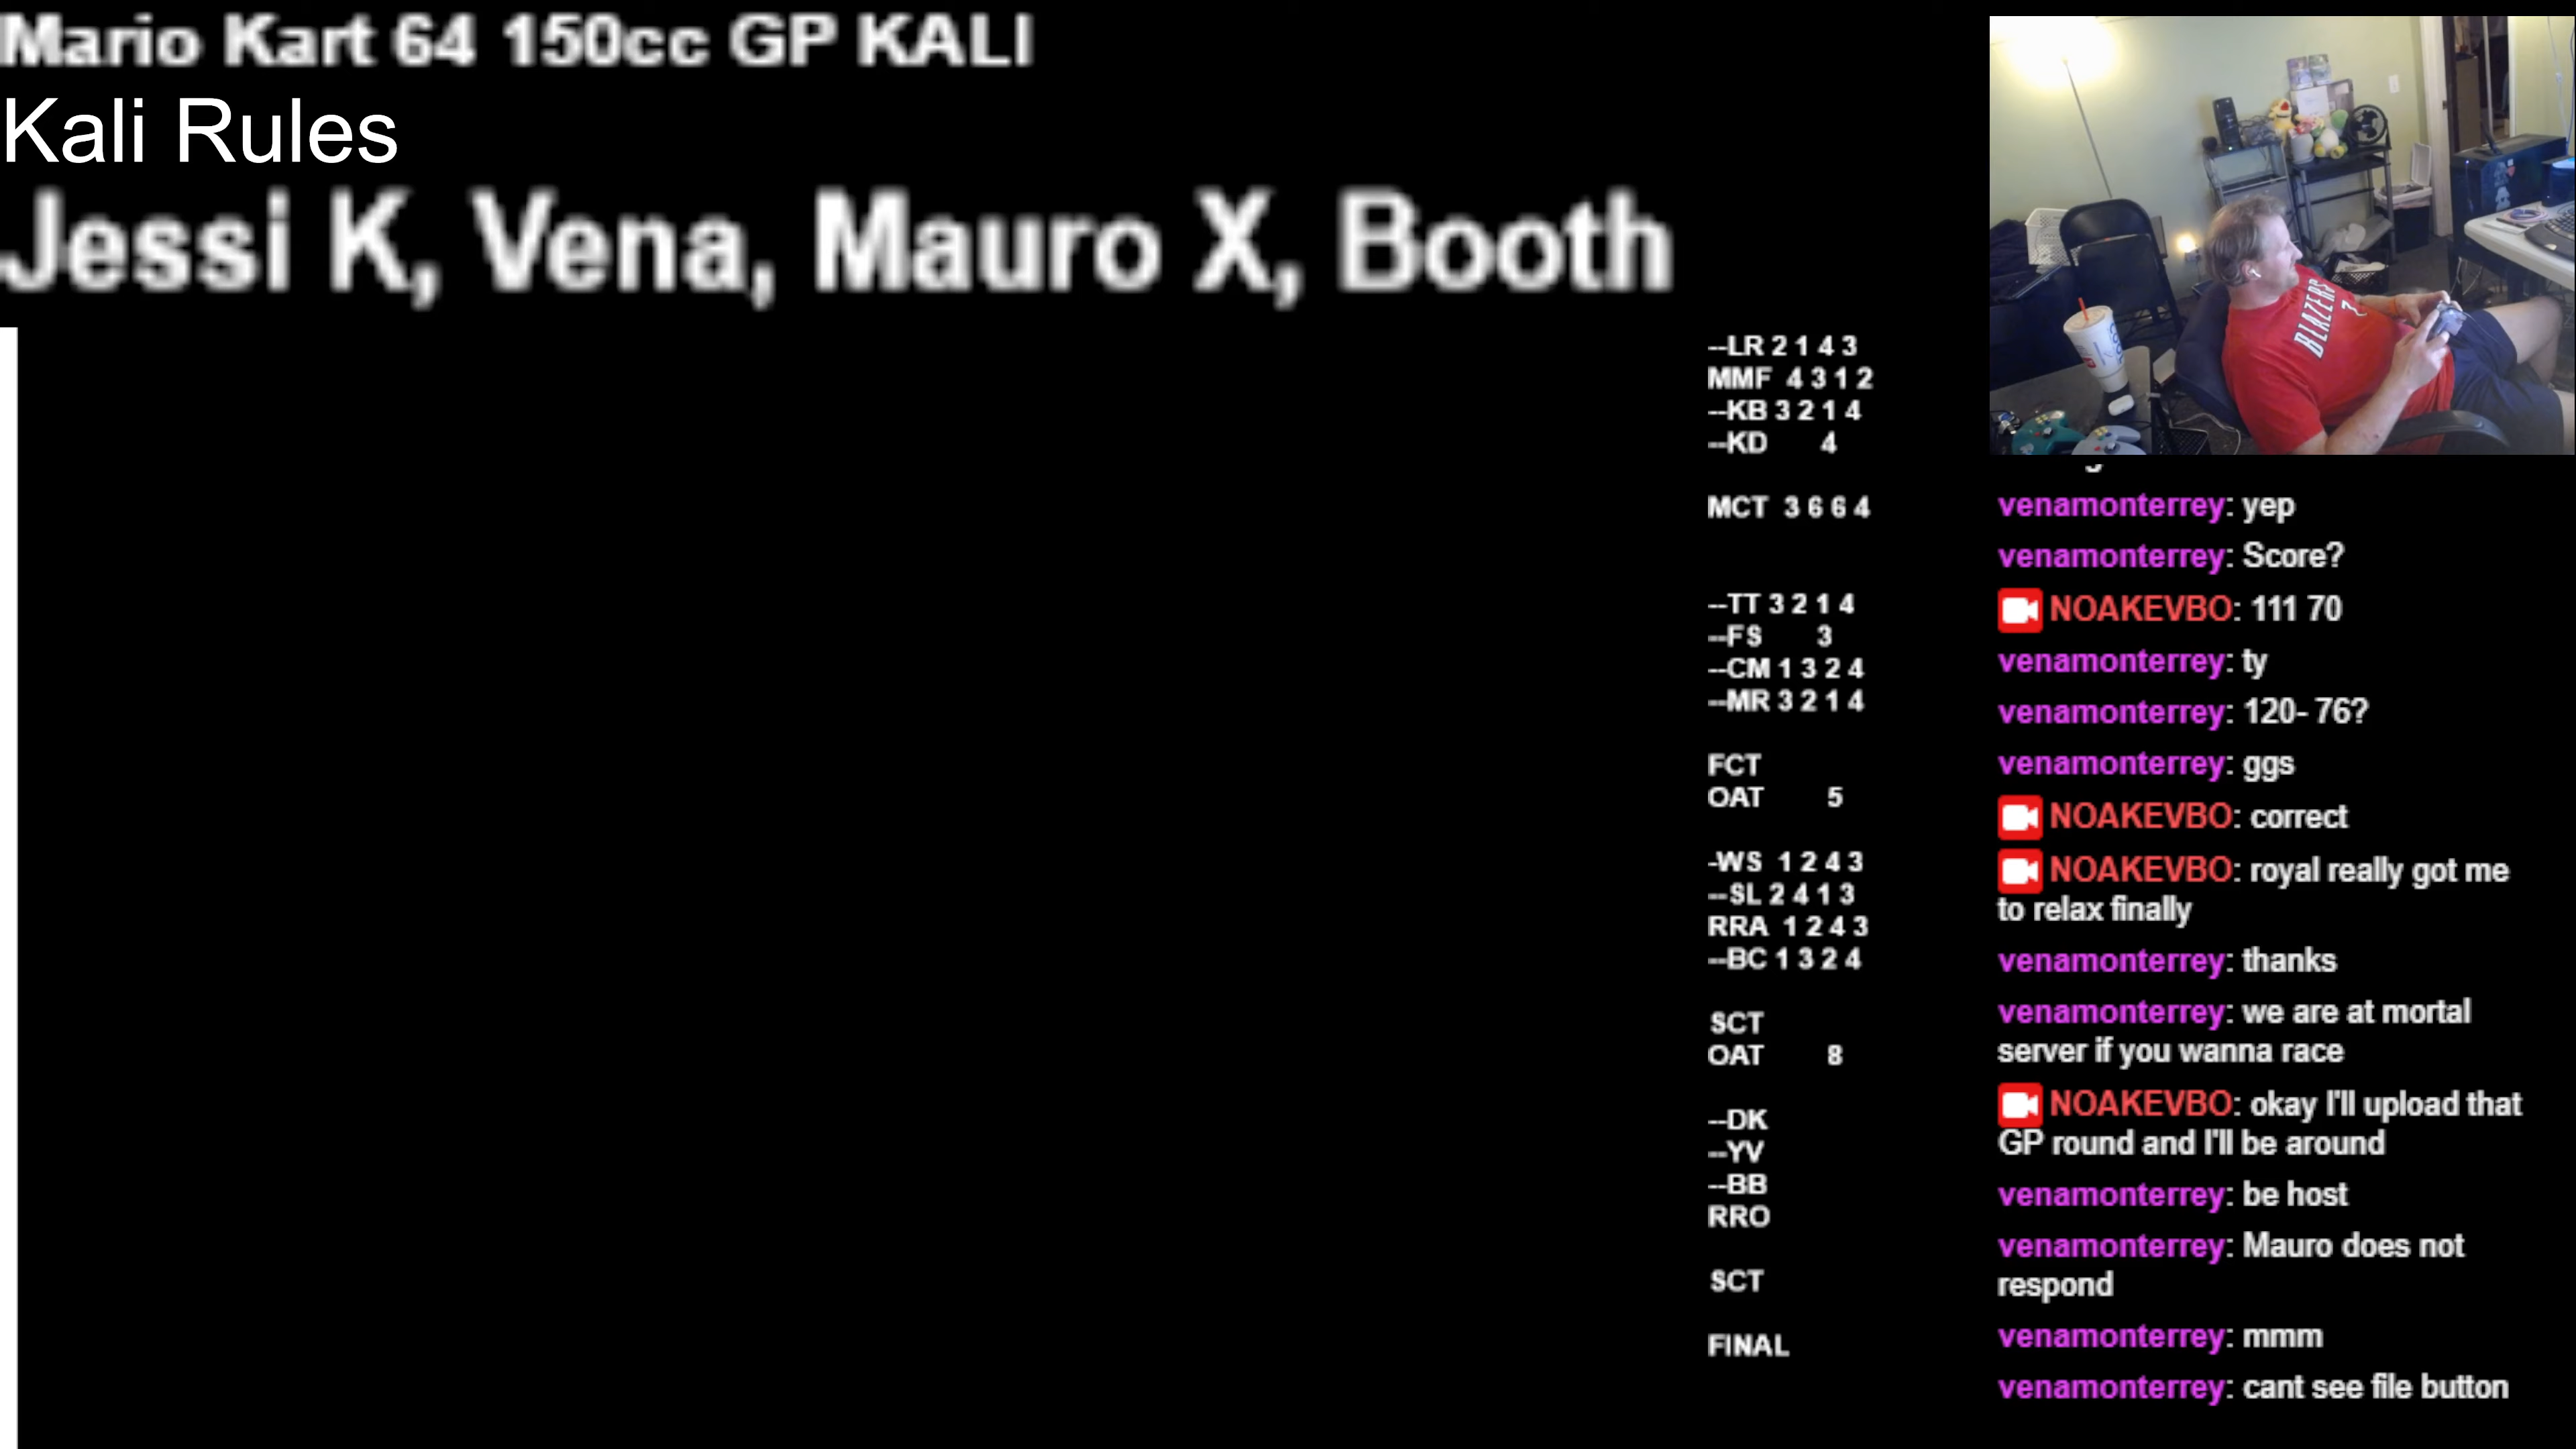 Mario Kart 64 150cc GP KALI
Kali Rules
Jessi K, Vena, Mauro X, Booth
--LR 2 1 4 3
MMF 4 3 1 2
--KB 3 2 1 4
--KD 4
MCT 3 6 6 4
--TT 3 2 1 4
--FS 3
--CM 1 3 2 4
--MR 3 2 1 4
FCT
OAT 5
-WS 1 2 4 3
--SL 2 4 1 3
RRA 1 2 4 3
--BC 1 3 2 4
SCT
OAT 8
--DK
--YV
--BB
RRO
SCT
FINAL
BLAZERS
venamonterrey: yep
venamonterrey: Score?
NOAKEVBO: 111 70
venamonterrey: ty
venamonterrey: 120- 76?
venamonterrey: ggs
NOAKEVBO: correct
NOAKEVBO: royal really got me
to relax finally
venamonterrey: thanks
venamonterrey: we are at mortal
server if you wanna race
NOAKEVBO: okay I'll upload that
GP round and I'll be around
venamonterrey: be host
venamonterrey: Mauro does not
respond
venamonterrey: mmm
venamonterrey: cant see file button